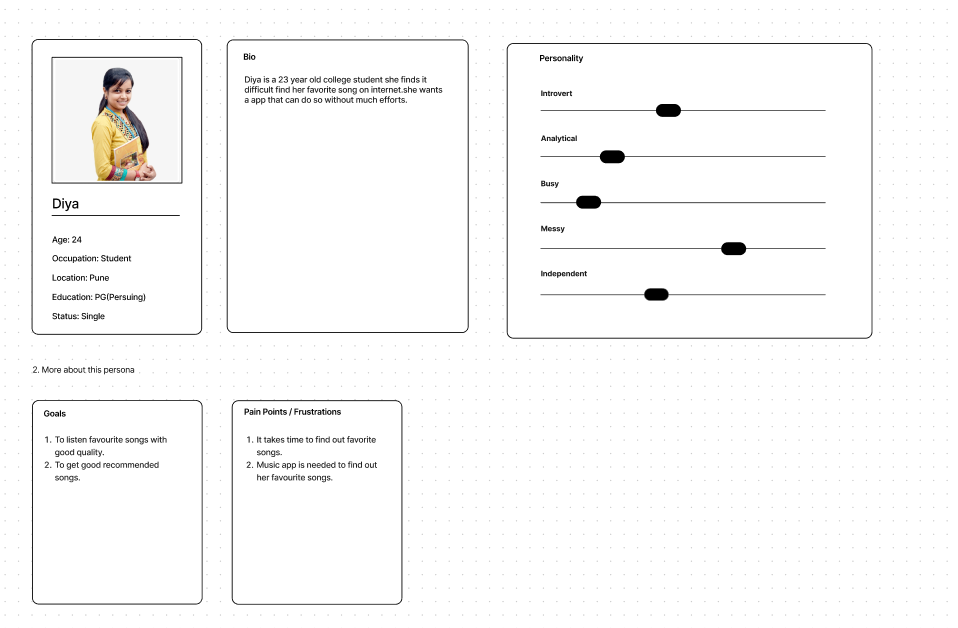 Diya
Age: 24
Occupation: Student
Location: Pune
Education: PG(Persuing)
Status: Single
Bio
Diya is a 23 year old college student she finds it
difficult find her favorite song on internet.she wants
a app that can do so without much efforts.
Personality
Introvert
Analytical
Busy
Messy
Independent
2. More about this persona
Goals
1. To listen favourite songs with
good quality.
2. To get good recommended
songs.
Pain Points / Frustrations
1. It takes time to find out favorite
songs.
2. Music app is needed to find out
her favourite songs.